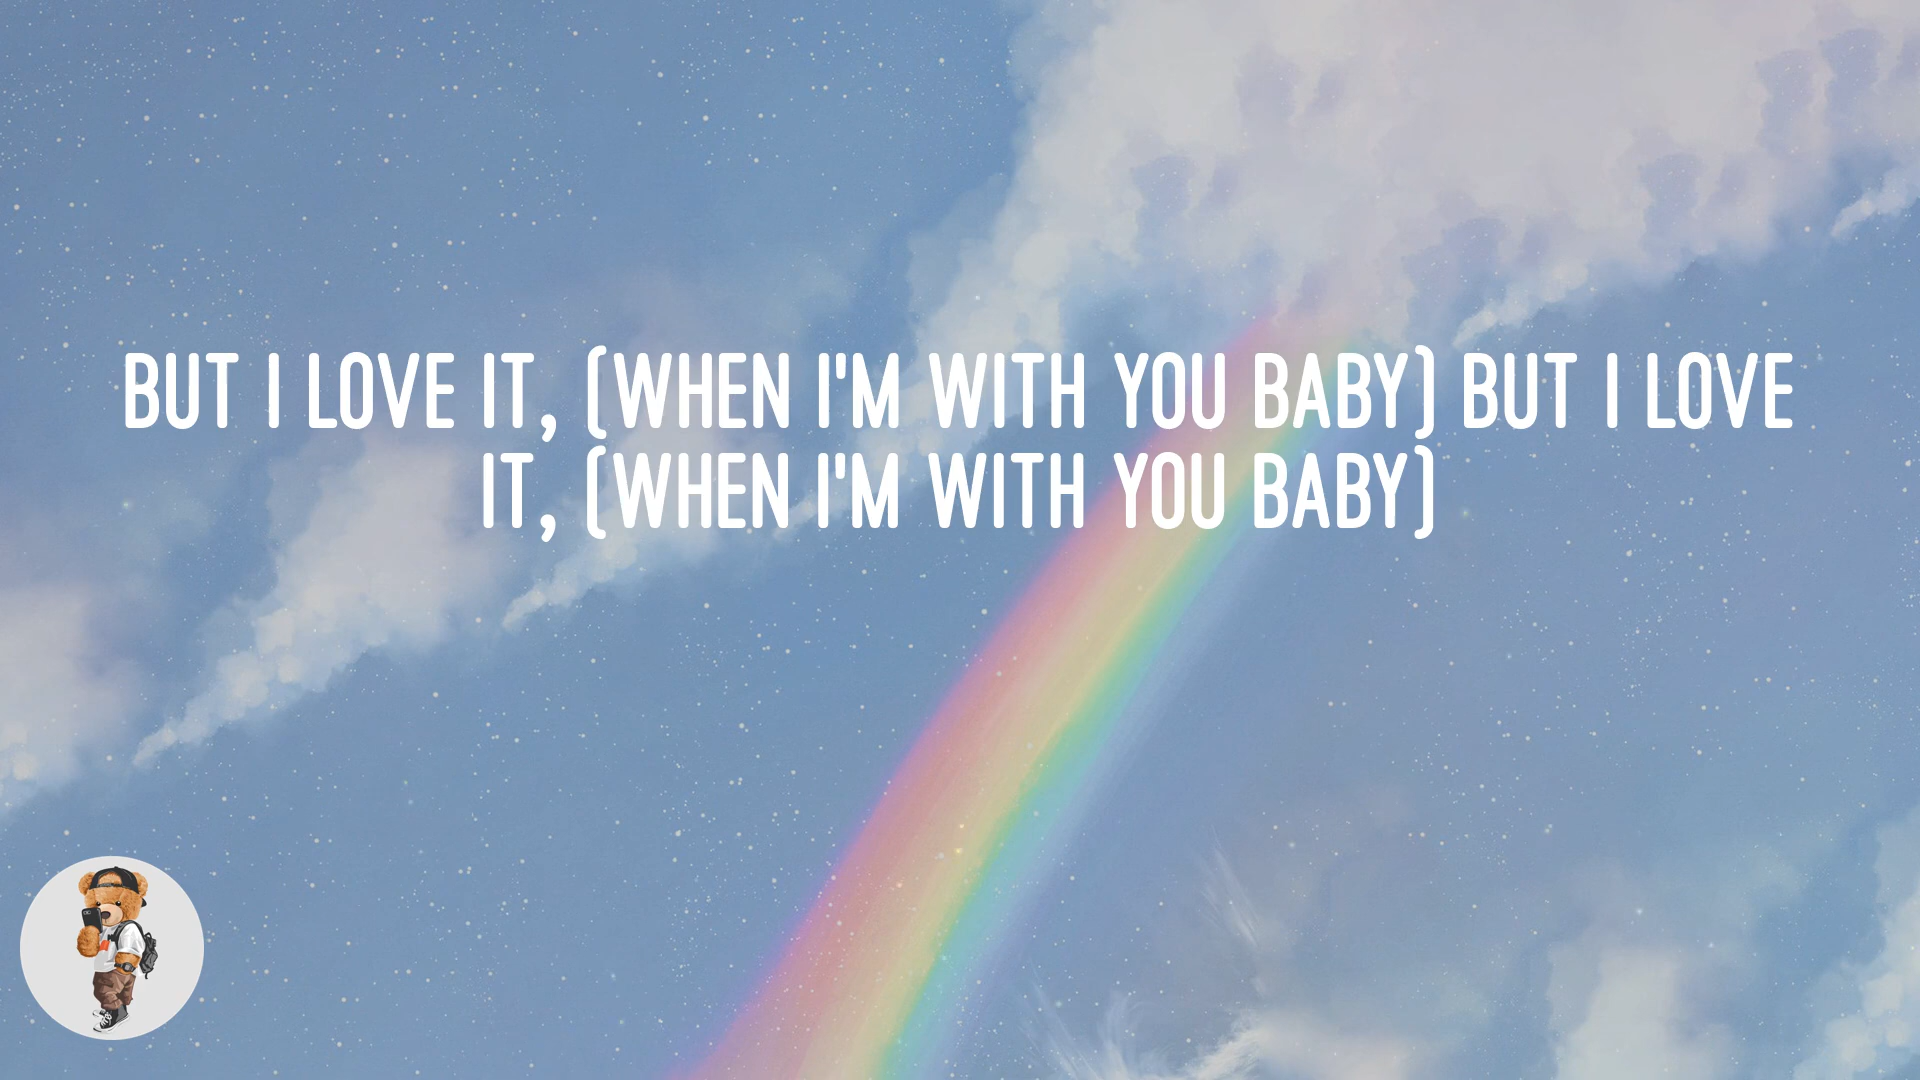 BUT I LOVE IT, (WHEN I'M WITH YOU BABY) BUT I LOVE
IT, (WHEN I'M WITH YOU BABY)